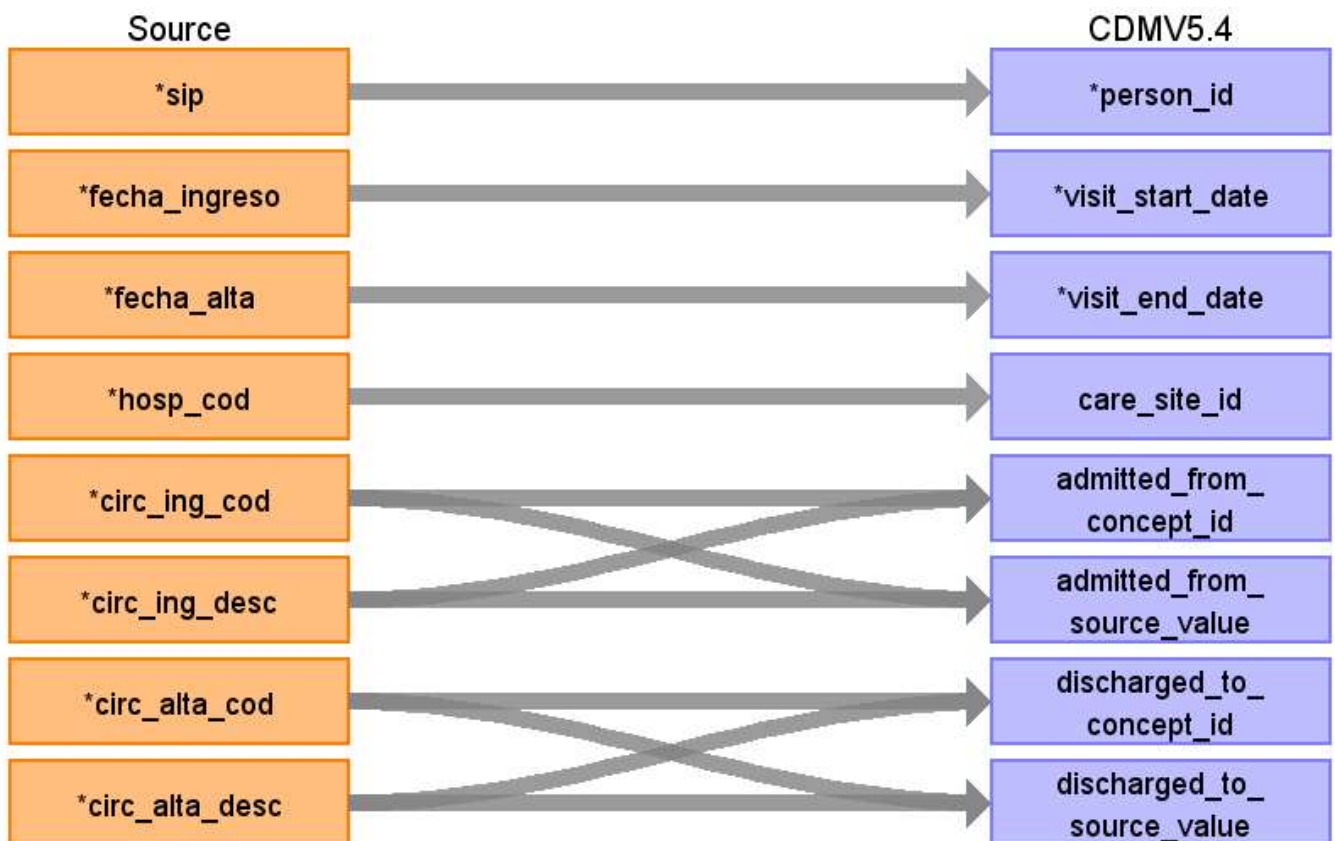 Source CDMV5.4
*sip *person_id
*fecha_ingreso *visit_start_date
*fecha_alta *visit_end_date
*hosp_cod care_site_id
*circ_ing_cod admitted_from_
concept_id
*circ_ing_desc admitted_from_
source_value
*circ_alta_cod discharged_to_
concept_id
*circ_alta_desc discharged_to_
source_value